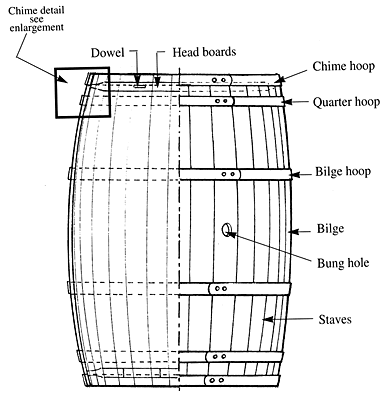 Chime detail
see
enlargement
Dowel
Head boards
Chime hoop
Quarter hoop
Bilge hoop
Bilge
Bung hole
Staves